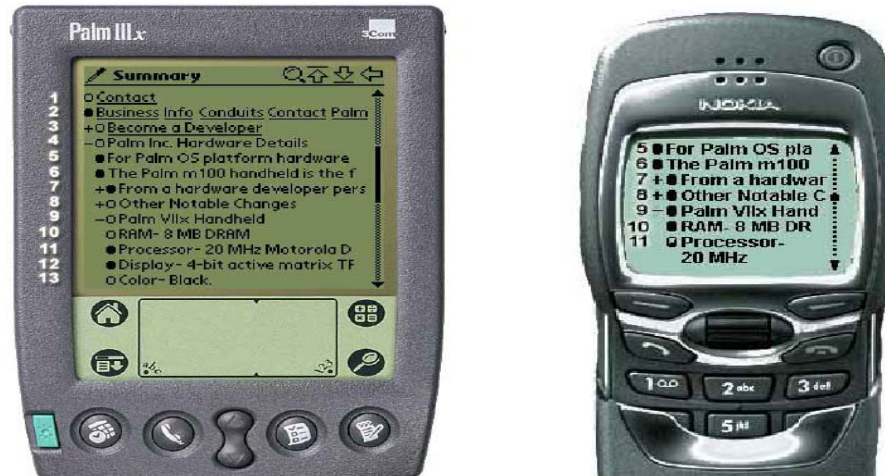 Palm IIIx
3Com
Summary
1 Contact
2 Business Info Conduits Contact Palm
3 +Become a Developer
4 –Palm Inc. Hardware Details
5 For Palm OS platform hardware
6 The Palm m100 handheld is the f
7 +From a hardware developer pers
8 +Other Notable Changes
9 –Palm VIIx Handheld
10 RAM- 8 MB DRAM
11 Processor- 20 MHz Motorola D
12 Display- 4-bit active matrix TF
13 Color- Black.
abc
123
NOKIA
5 For Palm OS pla
6 The Palm m100
7 +From a hardwar
8 +Other Notable C
9 –Palm VIIx Hand
10 RAM- 8 MB DR
11 Processor-
20 MHz
1
2 abc
3 def
5 jkl